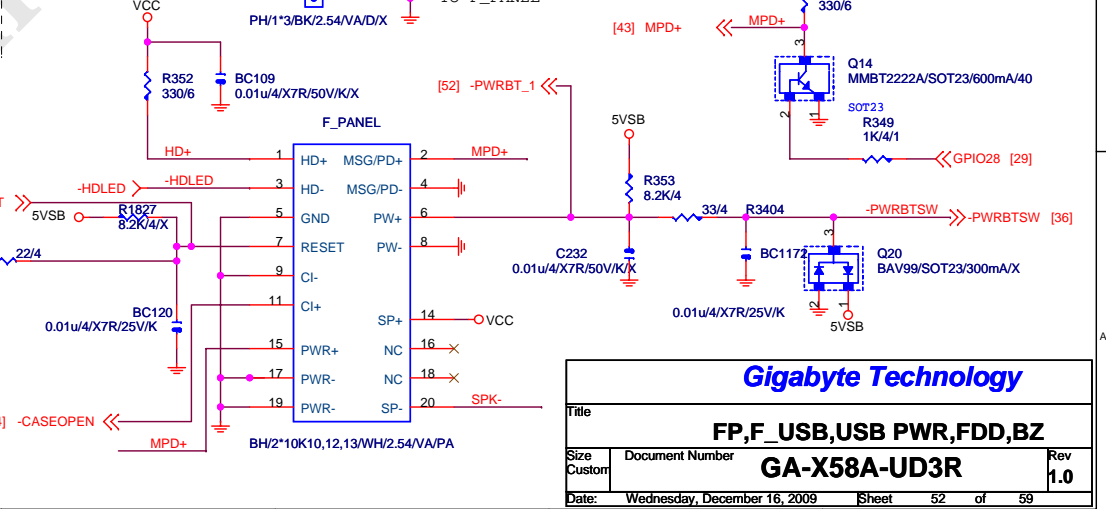 VCC
PH/1*3/BK/2.54/VA/D/X
330/6
[43] MPD+
MPD+
3
R352
330/6
BC109
0.01u/4/X7R/50V/K/X
[52] -PWRBT_1
Q14
MMBT2222A/SOT23/600mA/40
SOT23
2
1
R349
1K/4/1
GPIO28 [29]
F_PANEL
5VSB
HD+
1 HD+ MSG/PD+ 2 MPD+
-HDLED -HDLED 3 HD- MSG/PD- 4
R353
8.2K/4
5VSB R1827
8.2K/4/X
5 GND PW+ 6
33/4 R3404
-PWRBTSW -PWRBTSW [36]
22/4
7 RESET PW- 8
C232
0.01u/4/X7R/50V/K/X
BC1172
0.01u/4/X7R/25V/K
3
Q20
BAV99/SOT23/300mA/X
2
1
5VSB
9 CI-
11 CI+
BC120
0.01u/4/X7R/25V/K
SP+ 14 VCC
15 PWR+ NC 16
17 PWR- NC 18
19 PWR- SP- 20 SPK-
-CASEOPEN
MPD+
BH/2*10K10,12,13/WH/2.54/VA/PA
A
Gigabyte Technology
Title
FP,F_USB,USB PWR,FDD,BZ
Size Document Number Rev
Custom GA-X58A-UD3R 1.0
Date: Wednesday, December 16, 2009 Sheet 52 of 59